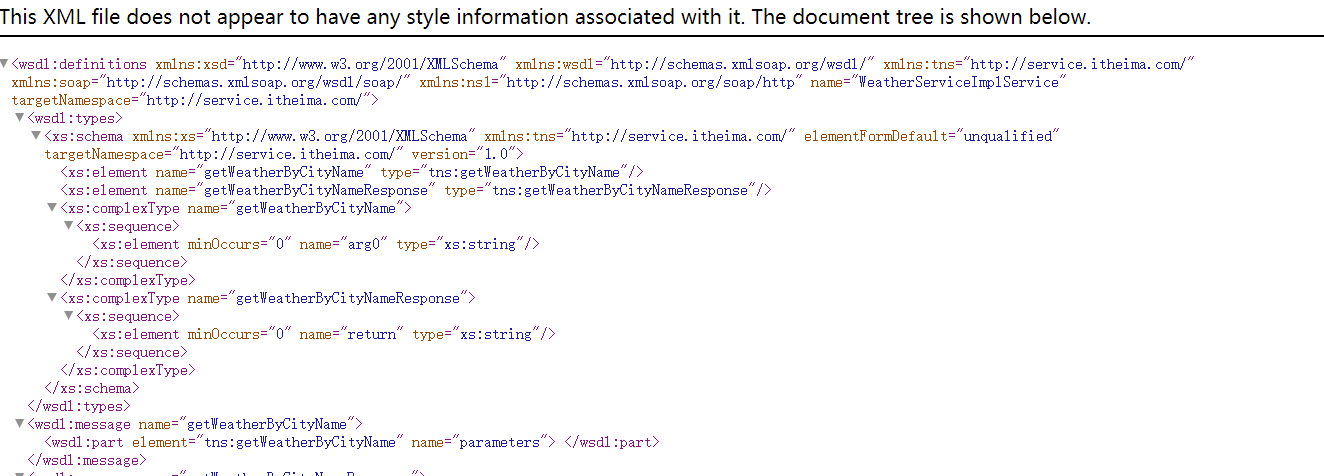 This XML file does not appear to have any style information associated with it. The document tree is shown below.
▼<wsdl:definitions xmlns:xsd="http://www.w3.org/2001/XMLSchema" xmlns:wsdl="http://schemas.xmlsoap.org/wsdl/" xmlns:tns="http://service.itheima.com/"
xmlns:soap="http://schemas.xmlsoap.org/wsdl/soap/" xmlns:ns1="http://schemas.xmlsoap.org/soap/http" name="WeatherServiceImplService"
targetNamespace="http://service.itheima.com/">
▼<wsdl:types>
▼<xs:schema xmlns:xs="http://www.w3.org/2001/XMLSchema" xmlns:tns="http://service.itheima.com/" elementFormDefault="unqualified"
targetNamespace="http://service.itheima.com/" version="1.0">
<xs:element name="getWeatherByCityName" type="tns:getWeatherByCityName"/>
<xs:element name="getWeatherByCityNameResponse" type="tns:getWeatherByCityNameResponse"/>
▼<xs:complexType name="getWeatherByCityName">
▼<xs:sequence>
<xs:element minOccurs="0" name="arg0" type="xs:string"/>
</xs:sequence>
</xs:complexType>
▼<xs:complexType name="getWeatherByCityNameResponse">
▼<xs:sequence>
<xs:element minOccurs="0" name="return" type="xs:string"/>
</xs:sequence>
</xs:complexType>
</xs:schema>
</wsdl:types>
▼<wsdl:message name="getWeatherByCityName">
<wsdl:part element="tns:getWeatherByCityName" name="parameters"> </wsdl:part>
</wsdl:message>